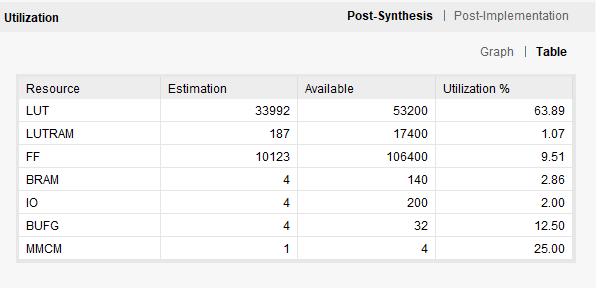 Utilization Post-Synthesis | Post-Implementation
Graph | Table
Resource Estimation Available Utilization %
LUT 33992 53200 63.89
LUTRAM 187 17400 1.07
FF 10123 106400 9.51
BRAM 4 140 2.86
IO 4 200 2.00
BUFG 4 32 12.50
MMCM 1 4 25.00